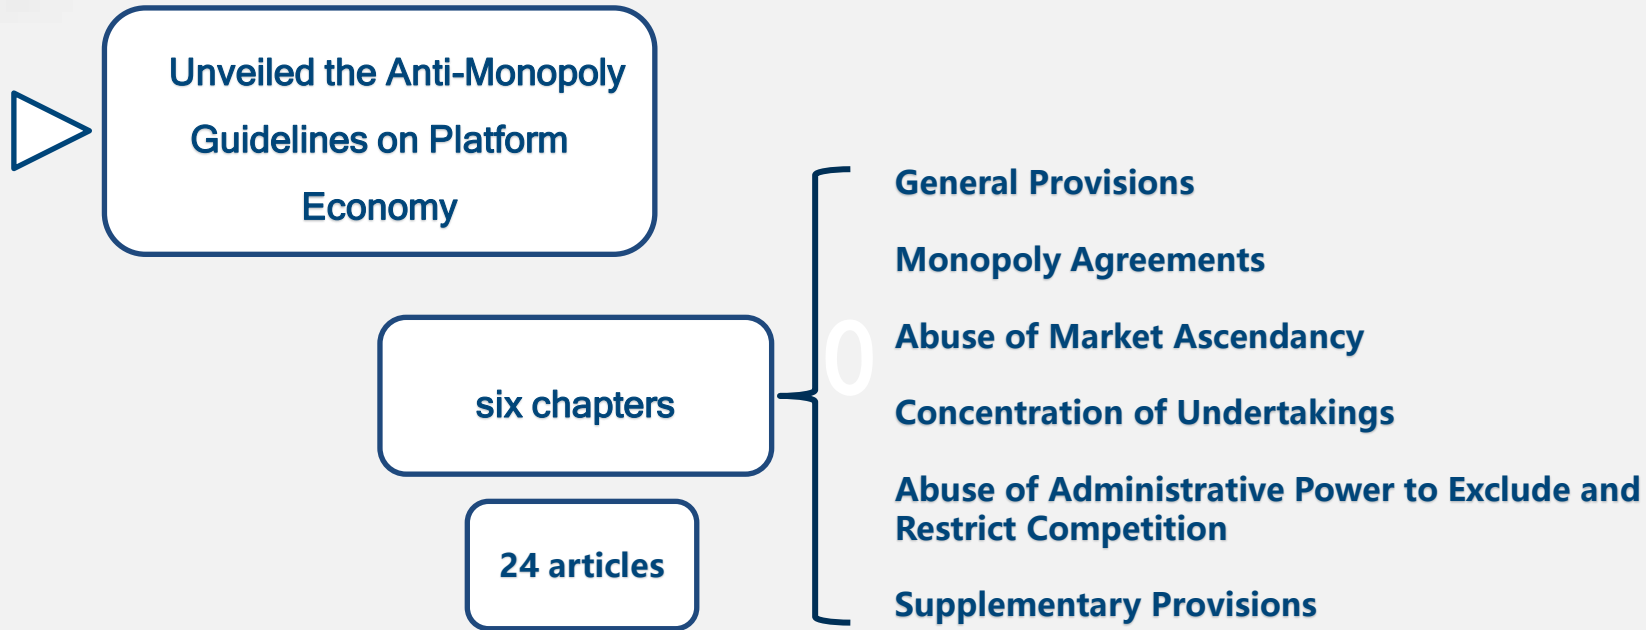 Unveiled the Anti-Monopoly
Guidelines on Platform
Economy
six chapters
24 articles
General Provisions
Monopoly Agreements
Abuse of Market Ascendancy
Concentration of Undertakings
Abuse of Administrative Power to Exclude and
Restrict Competition
Supplementary Provisions